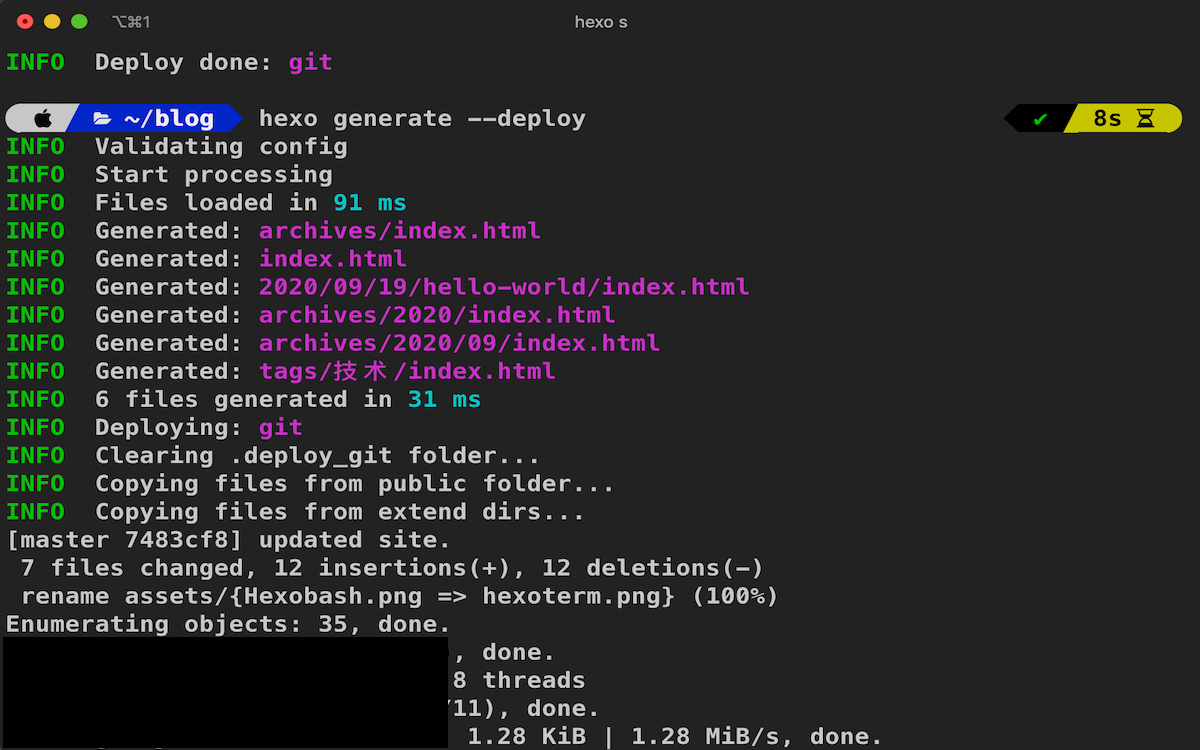 ⌥⌘1 hexo s
INFO  Deploy done: git
~/blog hexo generate --deploy ✔ 8s
INFO  Validating config
INFO  Start processing
INFO  Files loaded in 91 ms
INFO  Generated: archives/index.html
INFO  Generated: index.html
INFO  Generated: 2020/09/19/hello-world/index.html
INFO  Generated: archives/2020/index.html
INFO  Generated: archives/2020/09/index.html
INFO  Generated: tags/技术/index.html
INFO  6 files generated in 31 ms
INFO  Deploying: git
INFO  Clearing .deploy_git folder...
INFO  Copying files from public folder...
INFO  Copying files from extend dirs...
[master 7483cf8] updated site.
 7 files changed, 12 insertions(+), 12 deletions(-)
 rename assets/{Hexobash.png => hexoterm.png} (100%)
Enumerating objects: 35, done.
, done.
8 threads
/11), done.
1.28 KiB | 1.28 MiB/s, done.